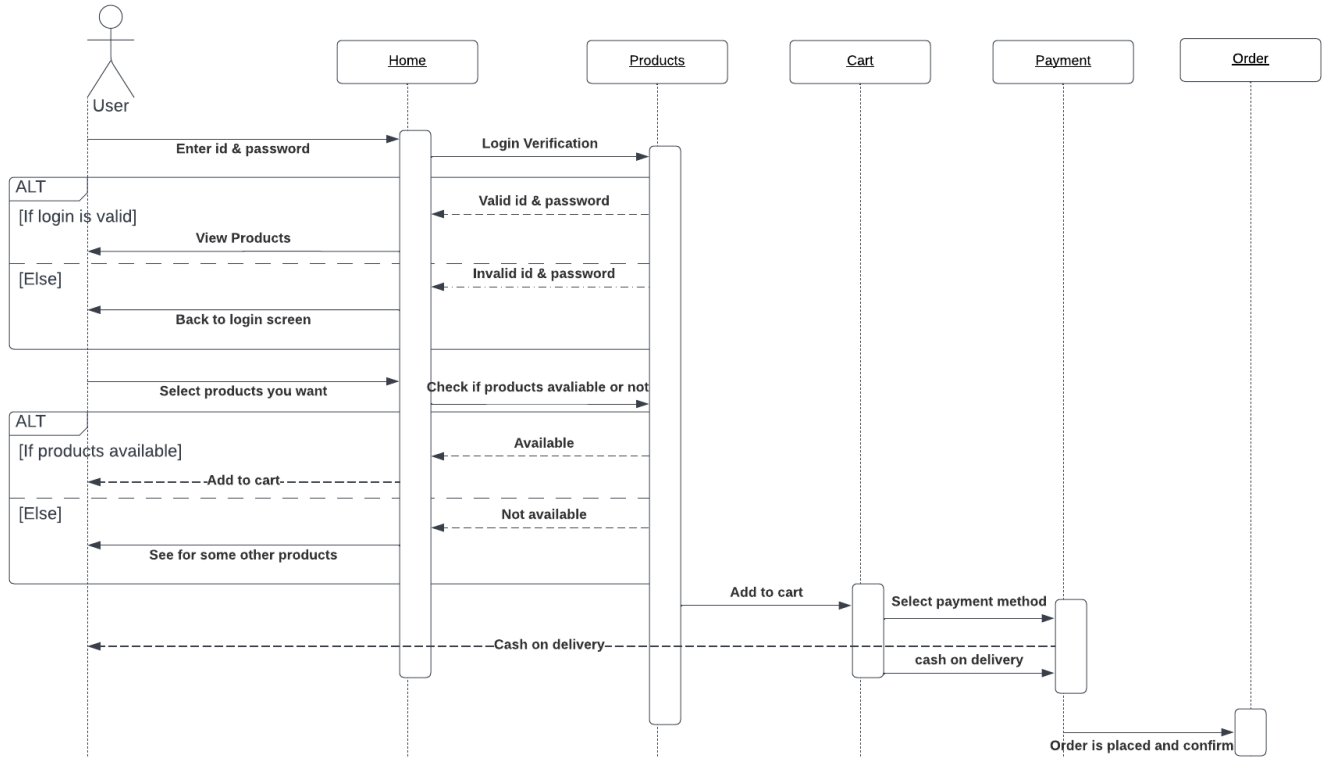 Home
Products
Cart
Payment
Order
User
Enter id & password
Login Verification
ALT
[If login is valid]
Valid id & password
View Products
[Else]
Invalid id & password
Back to login screen
Select products you want
Check if products avaliable or not
ALT
[If products available]
Available
Add to cart
[Else]
Not available
See for some other products
Add to cart
Select payment method
Cash on delivery
cash on delivery
Order is placed and confirm